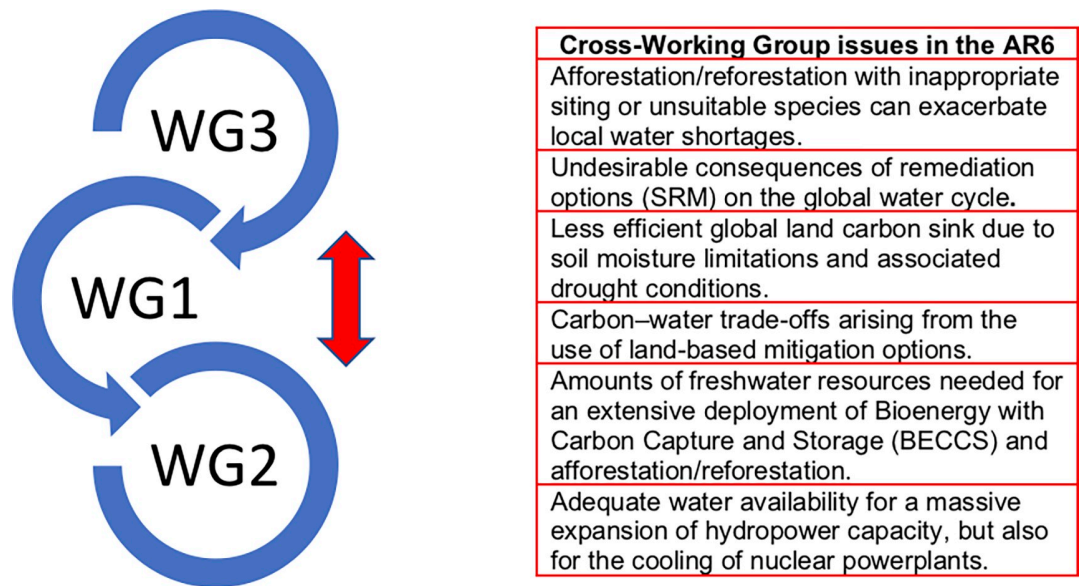 WG3
WG1
WG2
Cross-Working Group issues in the AR6
Afforestation/reforestation with inappropriate
siting or unsuitable species can exacerbate
local water shortages.
Undesirable consequences of remediation
options (SRM) on the global water cycle.
Less efficient global land carbon sink due to
soil moisture limitations and associated
drought conditions.
Carbon–water trade-offs arising from the
use of land-based mitigation options.
Amounts of freshwater resources needed for
an extensive deployment of Bioenergy with
Carbon Capture and Storage (BECCS) and
afforestation/reforestation.
Adequate water availability for a massive
expansion of hydropower capacity, but also
for the cooling of nuclear powerplants.